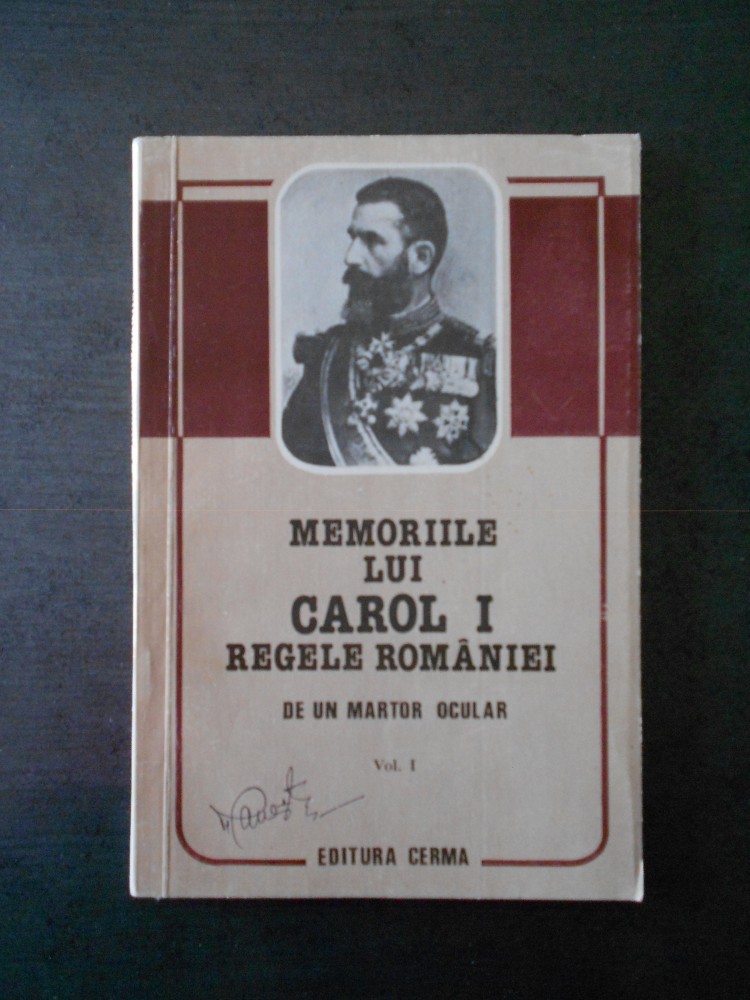 MEMORIILE
LUI
CAROL I
REGELE ROMÂNIEI
DE UN MARTOR OCULAR
Vol. I
EDITURA CERMA